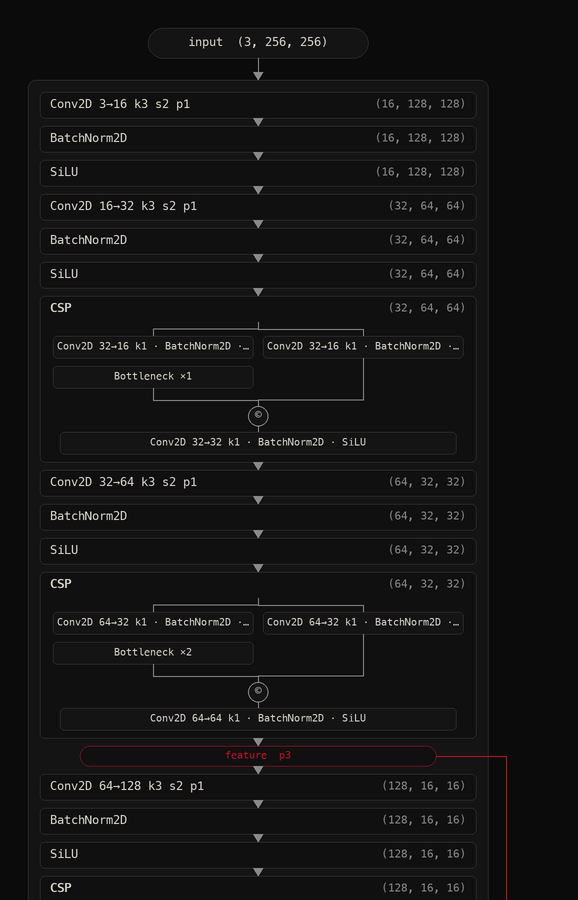 input (3, 256, 256)
Conv2D 3→16 k3 s2 p1 (16, 128, 128)
BatchNorm2D (16, 128, 128)
SiLU (16, 128, 128)
Conv2D 16→32 k3 s2 p1 (32, 64, 64)
BatchNorm2D (32, 64, 64)
SiLU (32, 64, 64)
CSP (32, 64, 64)
Conv2D 32→16 k1 · BatchNorm2D ·… Conv2D 32→16 k1 · BatchNorm2D ·…
Bottleneck ×1
©
Conv2D 32→32 k1 · BatchNorm2D · SiLU
Conv2D 32→64 k3 s2 p1 (64, 32, 32)
BatchNorm2D (64, 32, 32)
SiLU (64, 32, 32)
CSP (64, 32, 32)
Conv2D 64→32 k1 · BatchNorm2D ·… Conv2D 64→32 k1 · BatchNorm2D ·…
Bottleneck ×2
©
Conv2D 64→64 k1 · BatchNorm2D · SiLU
feature p3
Conv2D 64→128 k3 s2 p1 (128, 16, 16)
BatchNorm2D (128, 16, 16)
SiLU (128, 16, 16)
CSP (128, 16, 16)